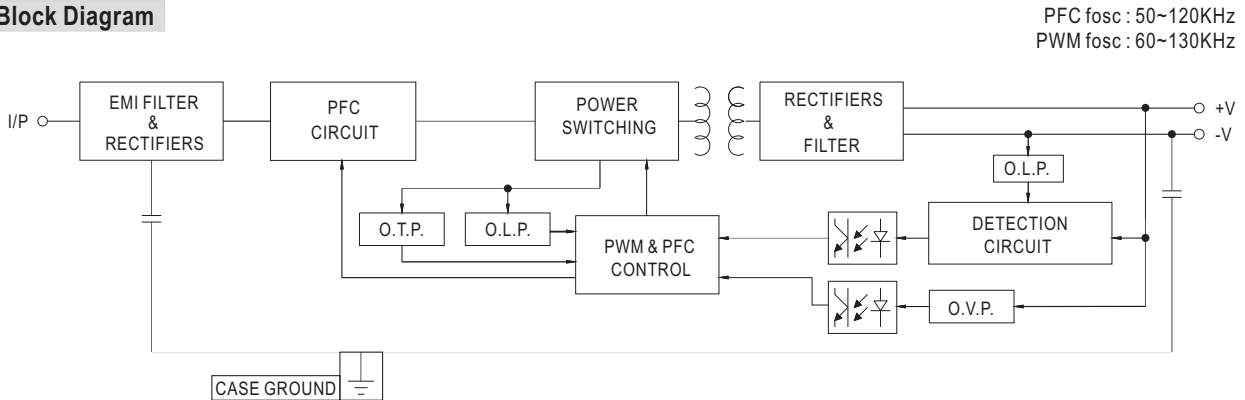 Block Diagram
PFC fosc : 50~120KHz
PWM fosc : 60~130KHz
I/P
EMI FILTER
&
RECTIFIERS
PFC
CIRCUIT
POWER
SWITCHING
RECTIFIERS
&
FILTER
+V
-V
O.L.P.
O.T.P.
O.L.P.
PWM & PFC
CONTROL
DETECTION
CIRCUIT
O.V.P.
CASE GROUND